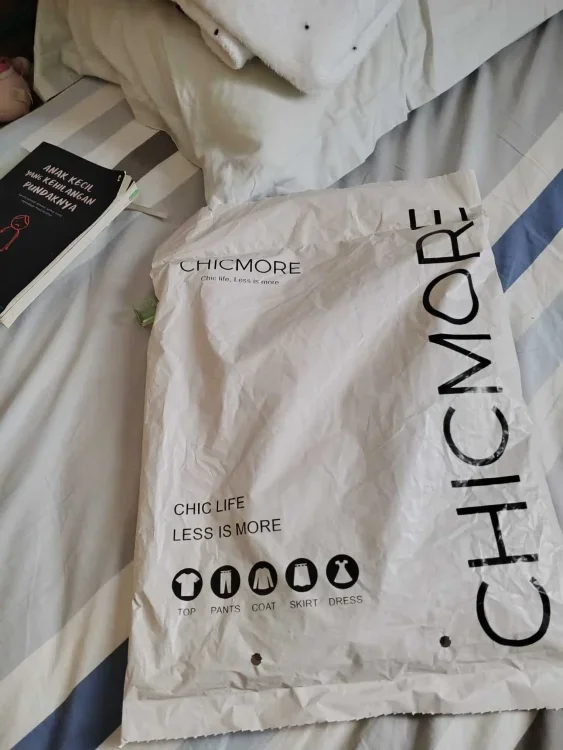 ANAK KECIL
YANG KEHILANGAN
PUNDAKNYA
CHICMORE
Chic life, Less is more
CHICMORE
CHIC LIFE
LESS IS MORE
TOP PANTS COAT SKIRT DRESS